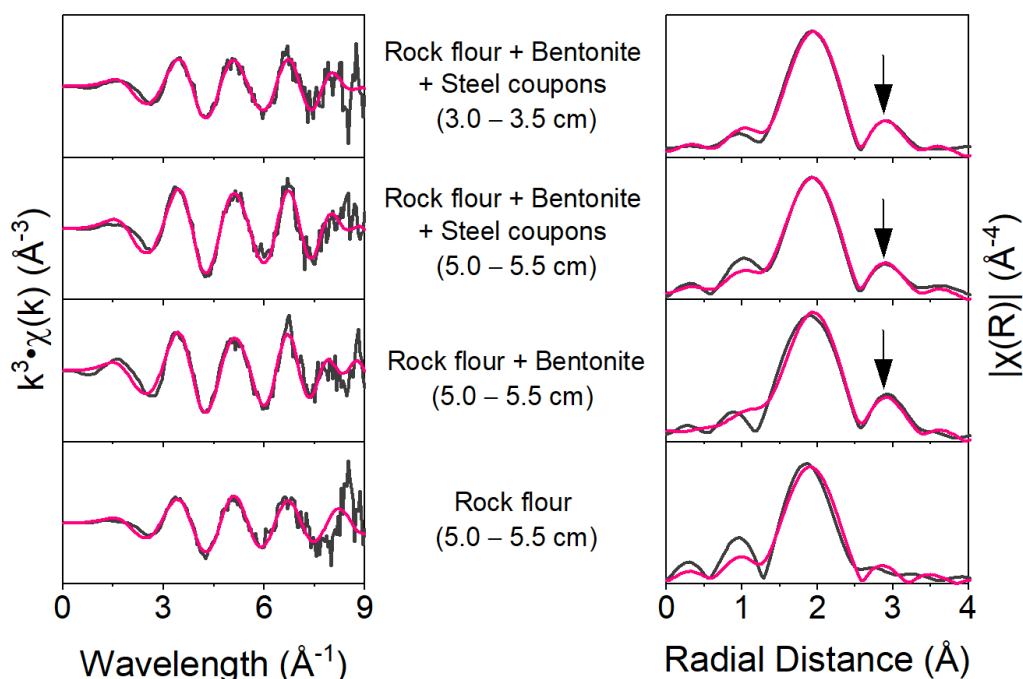 k³•χ(k) (Å⁻³)
Rock flour + Bentonite
+ Steel coupons
(3.0 – 3.5 cm)
Rock flour + Bentonite
+ Steel coupons
(5.0 – 5.5 cm)
Rock flour + Bentonite
(5.0 – 5.5 cm)
Rock flour
(5.0 – 5.5 cm)
|χ(R)| (Å⁻⁴)
0 3 6 9
0 1 2 3 4
Wavelength (Å⁻¹)
Radial Distance (Å)